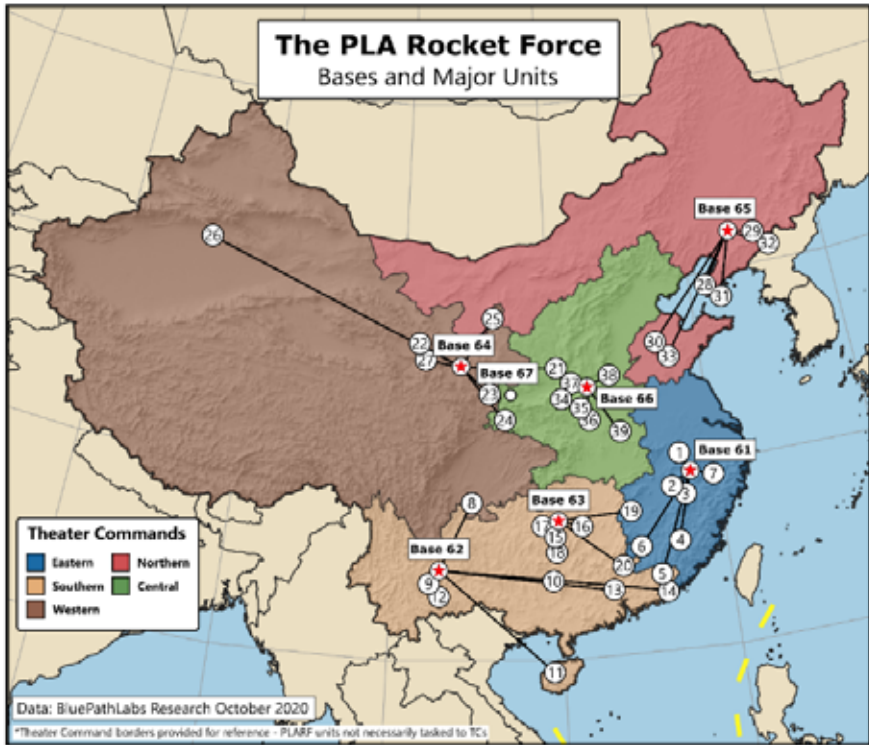 The PLA Rocket Force
Bases and Major Units
Base 65
29
32
28
31
26
25
30
33
22
Base 64
27
21
38
Base 67
37
23
34
Base 66
35
36
24
39
Base 61
1
7
2
3
8
Base 63
19
17
16
15
4
18
6
Base 62
20
5
9
10
13
14
12
11
Theater Commands
Eastern
Northern
Southern
Central
Western
Data: BluePathLabs Research October 2020
*Theater Command borders provided for reference - PLARF units not necessarily tasked to TCs